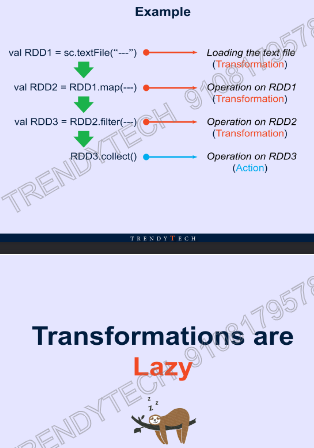 Example
val RDD1 = sc.textFile(“---”)
Loading the text file
(Transformation)
val RDD2 = RDD1.map(---)
Operation on RDD1
(Transformation)
val RDD3 = RDD2.filter(---)
Operation on RDD2
(Transformation)
RDD3.collect()
Operation on RDD3
(Action)
TRENDYTECH 9108179578
TRENDYTECH
Transformations are
Lazy
z
z
z
TRENDYTECH 9108179578